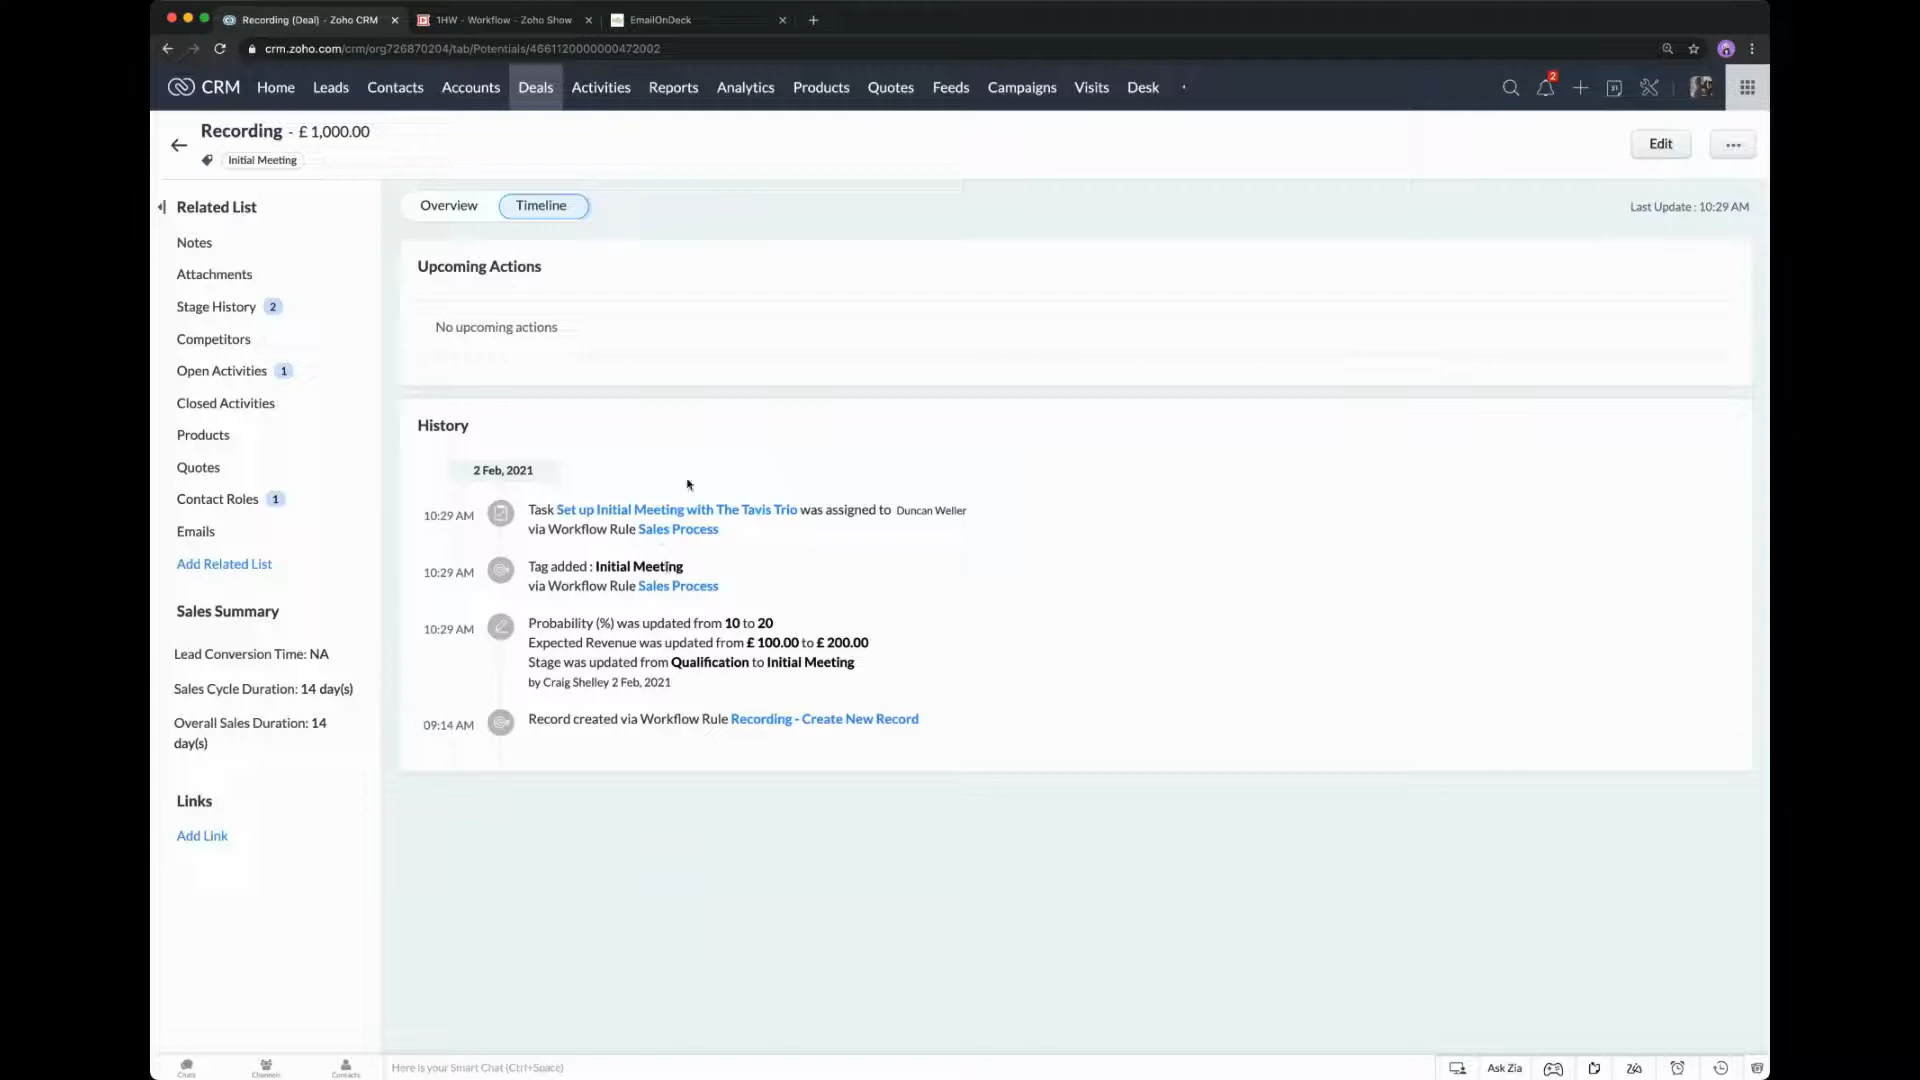 Recording (Deal) - Zoho CRM
1HW - Workflow - Zoho Show
EmailOnDeck
crm.zoho.com/crm/org726870204/tab/Potentials/4661120000000472002
CRM
Home
Leads
Contacts
Accounts
Deals
Activities
Reports
Analytics
Products
Quotes
Feeds
Campaigns
Visits
Desk
2
31
Recording - £ 1,000.00
Initial Meeting
Edit
Related List
Notes
Attachments
Stage History 2
Competitors
Open Activities 1
Closed Activities
Products
Quotes
Contact Roles 1
Emails
Add Related List
Sales Summary
Lead Conversion Time: NA
Sales Cycle Duration: 14 day(s)
Overall Sales Duration: 14
day(s)
Links
Add Link
Overview
Timeline
Last Update : 10:29 AM
Upcoming Actions
No upcoming actions
History
2 Feb, 2021
10:29 AM
Task Set up Initial Meeting with The Tavis Trio was assigned to Duncan Weller
via Workflow Rule Sales Process
10:29 AM
Tag added : Initial Meeting
via Workflow Rule Sales Process
10:29 AM
Probability (%) was updated from 10 to 20
Expected Revenue was updated from £ 100.00 to £ 200.00
Stage was updated from Qualification to Initial Meeting
by Craig Shelley 2 Feb, 2021
09:14 AM
Record created via Workflow Rule Recording - Create New Record
Chats
Channels
Contacts
Here is your Smart Chat (Ctrl+Space)
Ask Zia